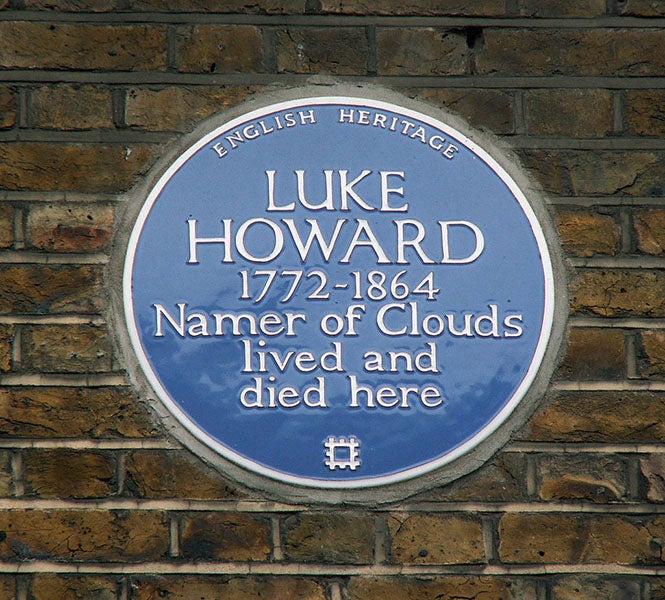 ENGLISH HERITAGE
LUKE
HOWARD
1772-1864
Namer of Clouds
lived and
died here